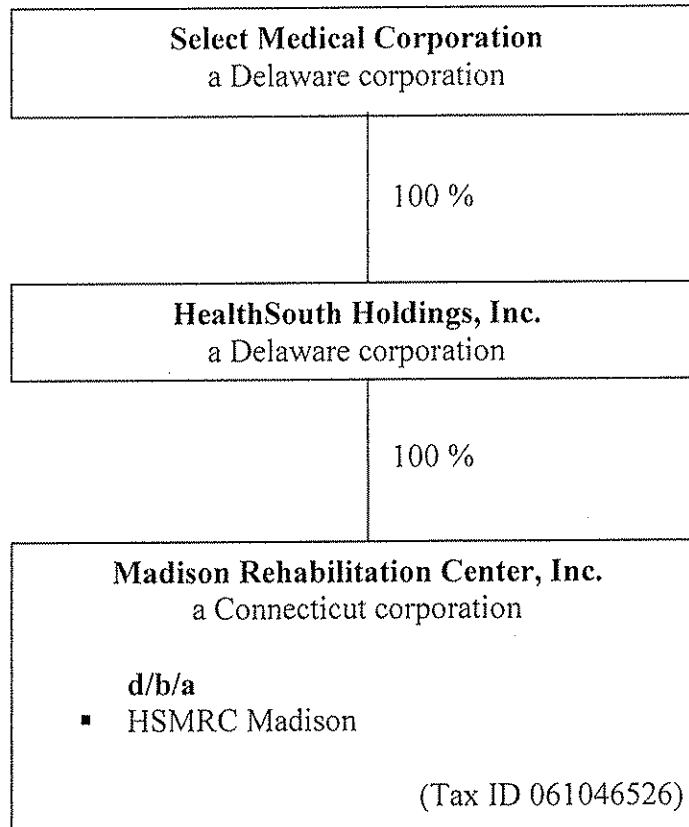 Select Medical Corporation
a Delaware corporation
100 %
HealthSouth Holdings, Inc.
a Delaware corporation
100 %
Madison Rehabilitation Center, Inc.
a Connecticut corporation
d/b/a
▪ HSMRC Madison
(Tax ID 061046526)